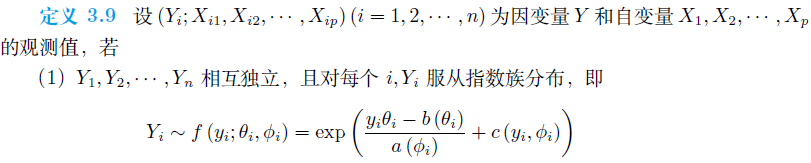 定义 3.9 设 (Y_i; X_{i1}, X_{i2}, ⋯, X_{ip}) (i = 1, 2, ⋯, n) 为因变量 Y 和自变量 X_1, X_2, ⋯, X_p
的观测值，若
(1) Y_1, Y_2, ⋯, Y_n 相互独立，且对每个 i, Y_i 服从指数族分布，即
Y_i ∼ f (y_i; θ_i, ϕ_i) = exp ( \frac{y_i θ_i − b (θ_i)}{a (ϕ_i)} + c (y_i, ϕ_i) )